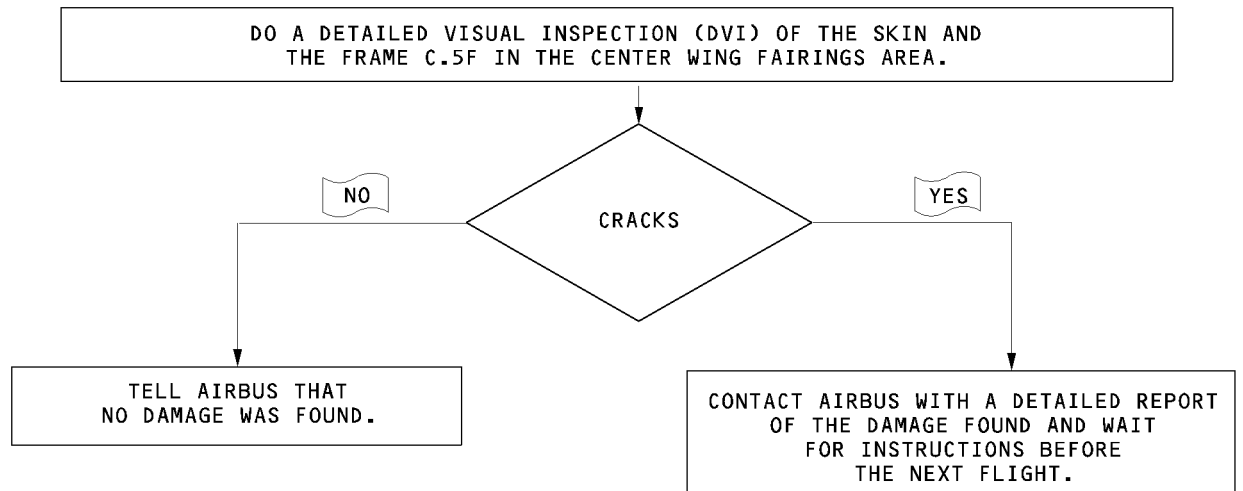 DO A DETAILED VISUAL INSPECTION (DVI) OF THE SKIN AND
THE FRAME C.5F IN THE CENTER WING FAIRINGS AREA.
NO
YES
CRACKS
TELL AIRBUS THAT
NO DAMAGE WAS FOUND.
CONTACT AIRBUS WITH A DETAILED REPORT
OF THE DAMAGE FOUND AND WAIT
FOR INSTRUCTIONS BEFORE
THE NEXT FLIGHT.